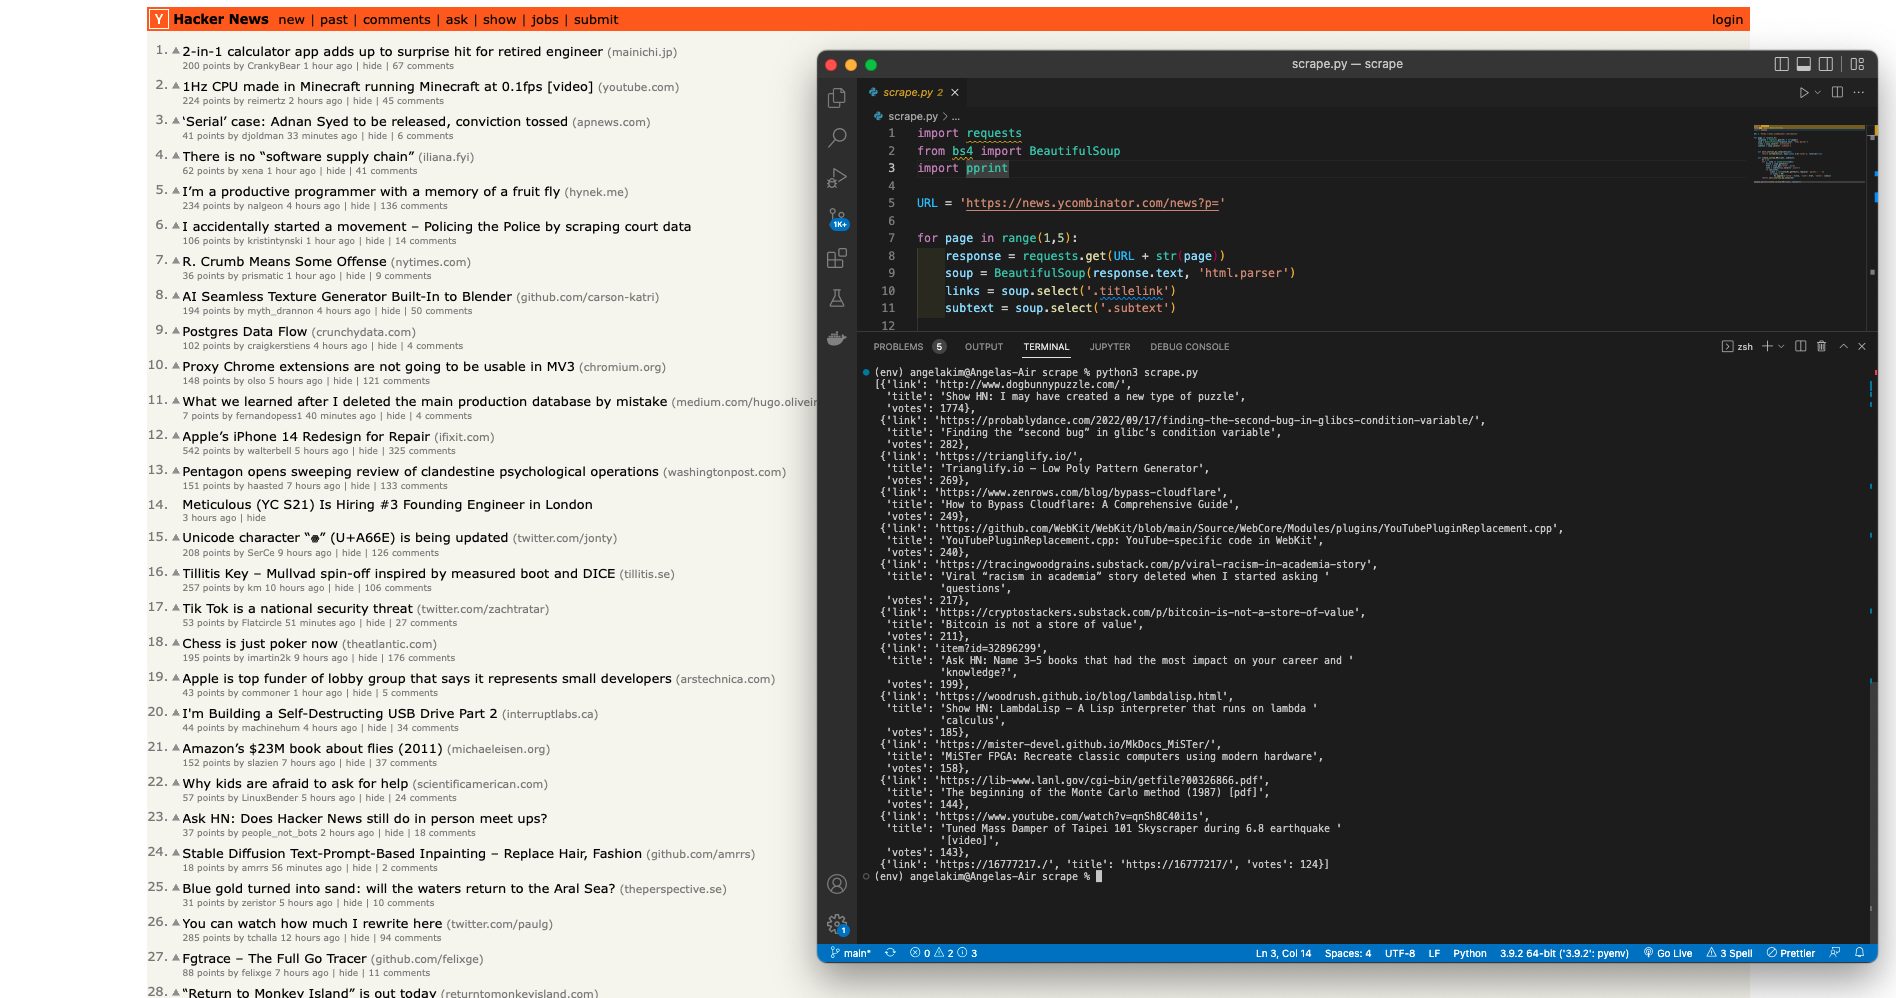 Y Hacker News new | past | comments | ask | show | jobs | submit login
1. 2-in-1 calculator app adds up to surprise hit for retired engineer (mainichi.jp)
200 points by CrankyBear 1 hour ago | hide | 67 comments
2. 1Hz CPU made in Minecraft running Minecraft at 0.1fps [video] (youtube.com)
224 points by reimertz 2 hours ago | hide | 45 comments
3. ‘Serial’ case: Adnan Syed to be released, conviction tossed (apnews.com)
41 points by djoldman 33 minutes ago | hide | 6 comments
4. There is no “software supply chain” (iliana.fyi)
62 points by xena 1 hour ago | hide | 41 comments
5. I’m a productive programmer with a memory of a fruit fly (hynek.me)
234 points by nalgeon 4 hours ago | hide | 136 comments
6. I accidentally started a movement – Policing the Police by scraping court data
106 points by kristintynski 1 hour ago | hide | 14 comments
7. R. Crumb Means Some Offense (nytimes.com)
36 points by prismatic 1 hour ago | hide | 9 comments
8. AI Seamless Texture Generator Built-In to Blender (github.com/carson-katri)
194 points by myth_drannon 4 hours ago | hide | 50 comments
9. Postgres Data Flow (crunchydata.com)
102 points by craigkerstiens 4 hours ago | hide | 4 comments
10. Proxy Chrome extensions are not going to be usable in MV3 (chromium.org)
148 points by olso 5 hours ago | hide | 121 comments
11. What we learned after I deleted the main production database by mistake (medium.com/hugo.oliveir
7 points by fernandopess1 40 minutes ago | hide | 4 comments
12. Apple’s iPhone 14 Redesign for Repair (ifixit.com)
542 points by walterbell 5 hours ago | hide | 325 comments
13. Pentagon opens sweeping review of clandestine psychological operations (washingtonpost.com)
151 points by haasted 7 hours ago | hide | 133 comments
14. Meticulous (YC S21) Is Hiring #3 Founding Engineer in London
3 hours ago | hide
15. Unicode character “ꙮ” (U+A66E) is being updated (twitter.com/jonty)
208 points by SerCe 9 hours ago | hide | 126 comments
16. Tillitis Key – Mullvad spin-off inspired by measured boot and DICE (tillitis.se)
257 points by km 10 hours ago | hide | 106 comments
17. Tik Tok is a national security threat (twitter.com/zachtratar)
53 points by Flatcircle 51 minutes ago | hide | 27 comments
18. Chess is just poker now (theatlantic.com)
195 points by imartin2k 9 hours ago | hide | 176 comments
19. Apple is top funder of lobby group that says it represents small developers (arstechnica.com)
43 points by commoner 1 hour ago | hide | 5 comments
20. I'm Building a Self-Destructing USB Drive Part 2 (interruptlabs.ca)
44 points by machinehum 4 hours ago | hide | 34 comments
21. Amazon’s $23M book about flies (2011) (michaeleisen.org)
152 points by slazien 7 hours ago | hide | 37 comments
22. Why kids are afraid to ask for help (scientificamerican.com)
57 points by LinuxBender 5 hours ago | hide | 24 comments
23. Ask HN: Does Hacker News still do in person meet ups?
37 points by people_not_bots 2 hours ago | hide | 18 comments
24. Stable Diffusion Text-Prompt-Based Inpainting – Replace Hair, Fashion (github.com/amrrs)
18 points by amrrs 56 minutes ago | hide | 2 comments
25. Blue gold turned into sand: will the waters return to the Aral Sea? (theperspective.se)
31 points by zeristor 5 hours ago | hide | 10 comments
26. You can watch how much I rewrite here (twitter.com/paulg)
285 points by tchalla 12 hours ago | hide | 94 comments
27. Fgtrace – The Full Go Tracer (github.com/felixge)
88 points by felixge 7 hours ago | hide | 11 comments
28. “Return to Monkey Island” is out today (returntomonkeyisland.com)
scrape.py — scrape
scrape.py 2
scrape.py > ...
1 import requests
2 from bs4 import BeautifulSoup
3 import pprint
4
5 URL = 'https://news.ycombinator.com/news?p='
6
7 for page in range(1,5):
8 response = requests.get(URL + str(page))
9 soup = BeautifulSoup(response.text, 'html.parser')
10 links = soup.select('.titlelink')
11 subtext = soup.select('.subtext')
12
PROBLEMS 5 OUTPUT TERMINAL JUPYTER DEBUG CONSOLE zsh
(env) angelakim@Angelas-Air scrape % python3 scrape.py
[{'link': 'http://www.dogbunnypuzzle.com/',
'title': 'Show HN: I may have created a new type of puzzle',
'votes': 1774},
{'link': 'https://probablydance.com/2022/09/17/finding-the-second-bug-in-glibcs-condition-variable/',
'title': 'Finding the “second bug” in glibc’s condition variable',
'votes': 282},
{'link': 'https://trianglify.io/',
'title': 'Trianglify.io – Low Poly Pattern Generator',
'votes': 269},
{'link': 'https://www.zenrows.com/blog/bypass-cloudflare',
'title': 'How to Bypass Cloudflare: A Comprehensive Guide',
'votes': 249},
{'link': 'https://github.com/WebKit/WebKit/blob/main/Source/WebCore/Modules/plugins/YouTubePluginReplacement.cpp',
'title': 'YouTubePluginReplacement.cpp: YouTube-specific code in WebKit',
'votes': 240},
{'link': 'https://tracingwoodgrains.substack.com/p/viral-racism-in-academia-story',
'title': 'Viral “racism in academia” story deleted when I started asking '
'questions',
'votes': 217},
{'link': 'https://cryptostackers.substack.com/p/bitcoin-is-not-a-store-of-value',
'title': 'Bitcoin is not a store of value',
'votes': 211},
{'link': 'item?id=32896299',
'title': 'Ask HN: Name 3–5 books that had the most impact on your career and '
'knowledge?',
'votes': 199},
{'link': 'https://woodrush.github.io/blog/lambdalisp.html',
'title': 'Show HN: LambdaLisp – A Lisp interpreter that runs on lambda '
'calculus',
'votes': 185},
{'link': 'https://mister-devel.github.io/MkDocs_MiSTer/',
'title': 'MiSTer FPGA: Recreate classic computers using modern hardware',
'votes': 158},
{'link': 'https://lib-www.lanl.gov/cgi-bin/getfile?00326866.pdf',
'title': 'The beginning of the Monte Carlo method (1987) [pdf]',
'votes': 144},
{'link': 'https://www.youtube.com/watch?v=qnSh8C40i1s',
'title': 'Tuned Mass Damper of Taipei 101 Skyscraper during 6.8 earthquake '
'[video]',
'votes': 143},
{'link': 'https://16777217./', 'title': 'https://16777217/', 'votes': 124}]
(env) angelakim@Angelas-Air scrape %
1K+
1
main* 0 2 3 Ln 3, Col 14 Spaces: 4 UTF-8 LF Python 3.9.2 64-bit ('3.9.2': pyenv) Go Live 3 Spell Prettier